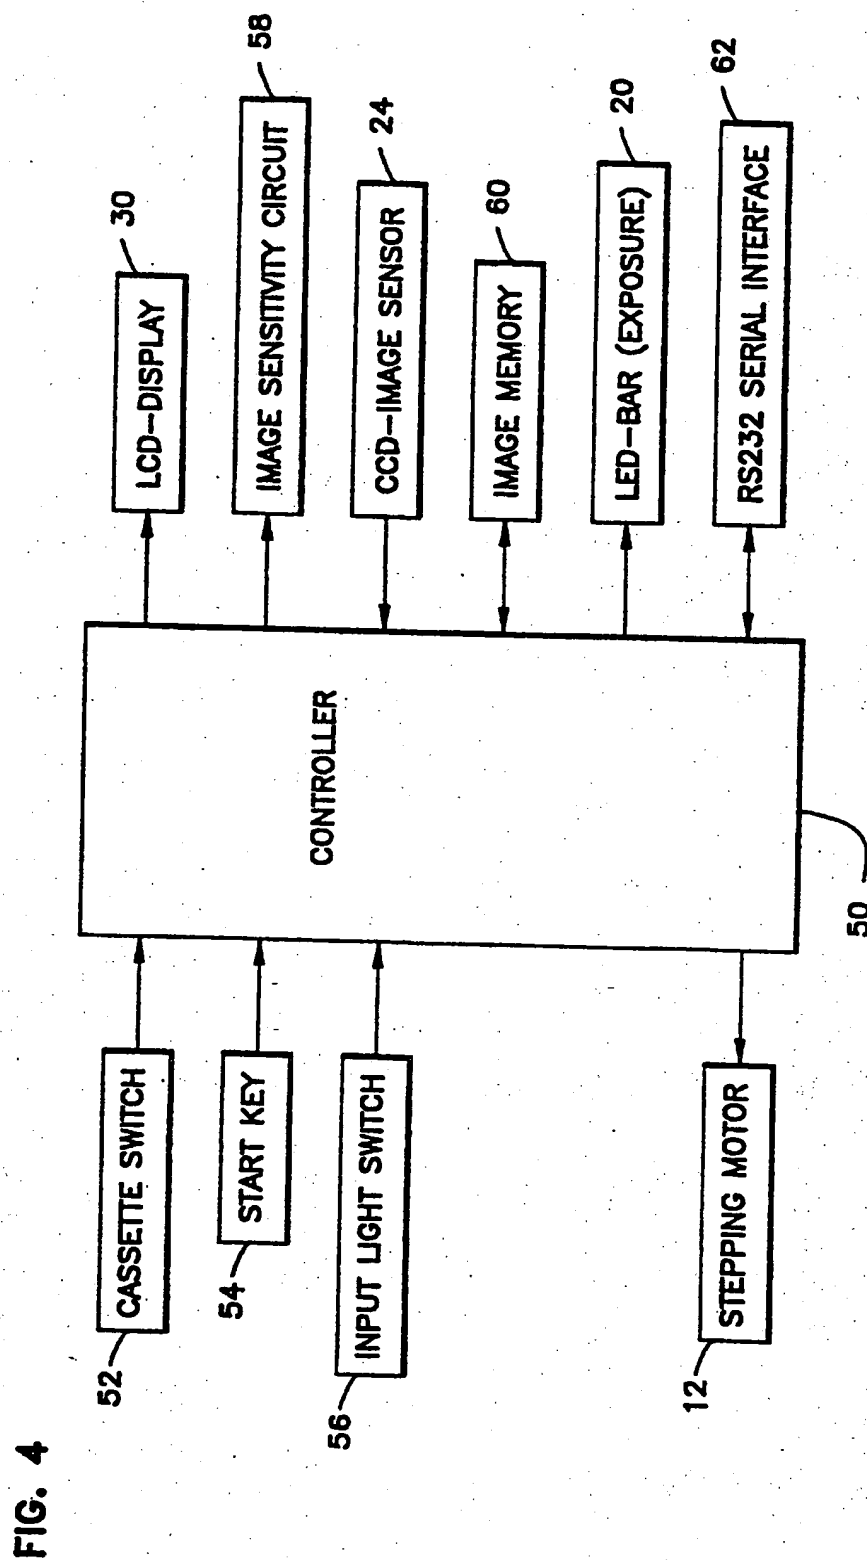 FIG. 4
52
CASSETTE SWITCH
54
START KEY
56
INPUT LIGHT SWITCH
12
STEPPING MOTOR
CONTROLLER
50
30
LCD-DISPLAY
58
IMAGE SENSITIVITY CIRCUIT
24
CCD-IMAGE SENSOR
60
IMAGE MEMORY
20
LED-BAR (EXPOSURE)
62
RS232 SERIAL INTERFACE